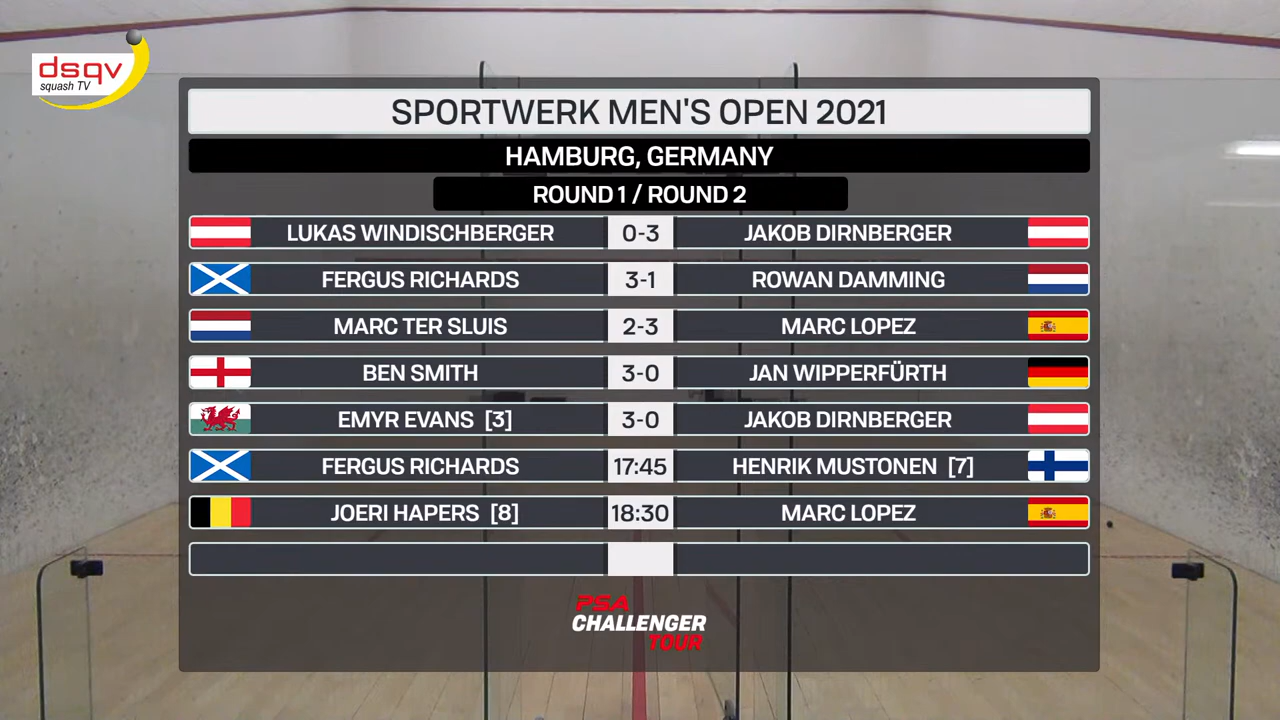 dsqv
squash TV
SPORTWERK MEN'S OPEN 2021
HAMBURG, GERMANY
ROUND 1 / ROUND 2
LUKAS WINDISCHBERGER 0-3 JAKOB DIRNBERGER
FERGUS RICHARDS 3-1 ROWAN DAMMING
MARC TER SLUIS 2-3 MARC LOPEZ
BEN SMITH 3-0 JAN WIPPERFÜRTH
EMYR EVANS [3] 3-0 JAKOB DIRNBERGER
FERGUS RICHARDS 17:45 HENRIK MUSTONEN [7]
JOERI HAPERS [8] 18:30 MARC LOPEZ
PSA
CHALLENGER
TOUR